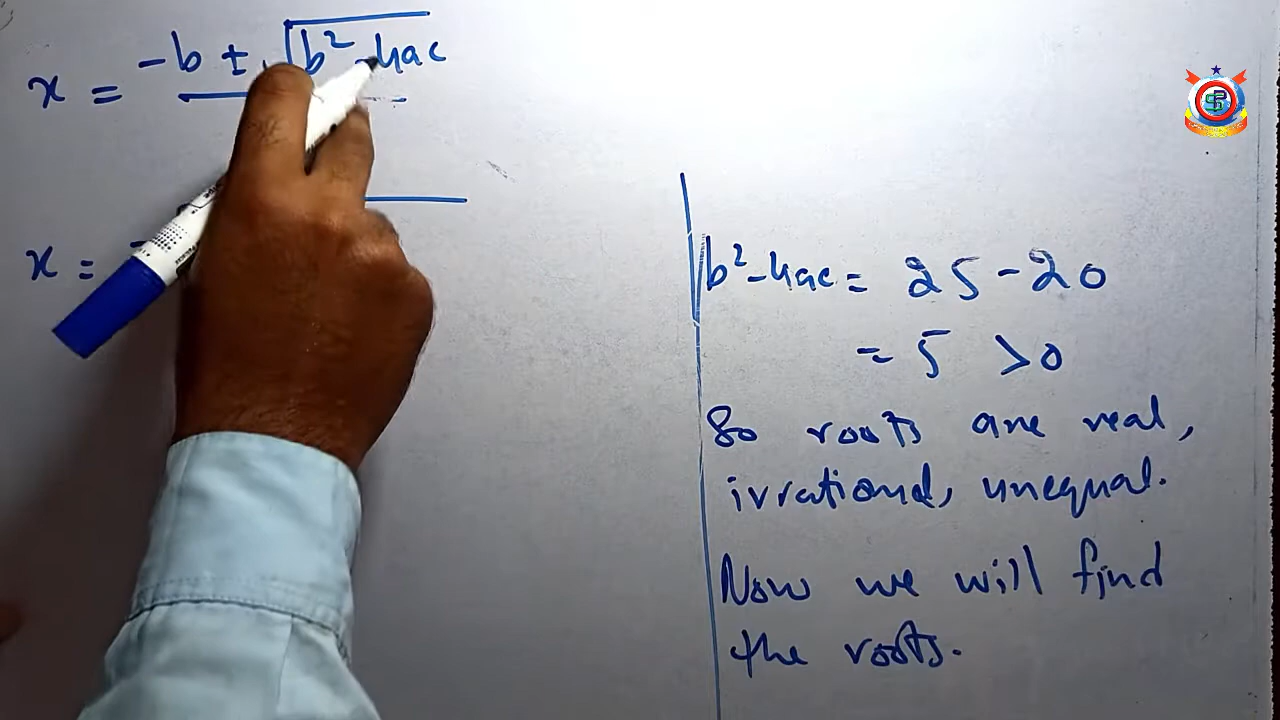 x = -b ± √b² - 4ac
x =
b² - 4ac = 25 - 20
= 5 > 0
So roots are real,
irrational, unequal.
Now we will find
the roots.